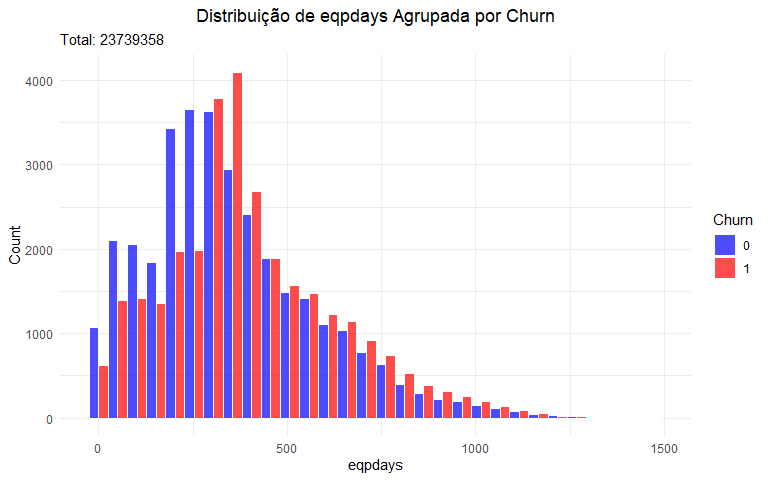 Distribuição de eqpdays Agrupada por Churn
Total: 23739358
4000
3000
2000
1000
0
Count
0
500
1000
1500
eqpdays
Churn
0
1